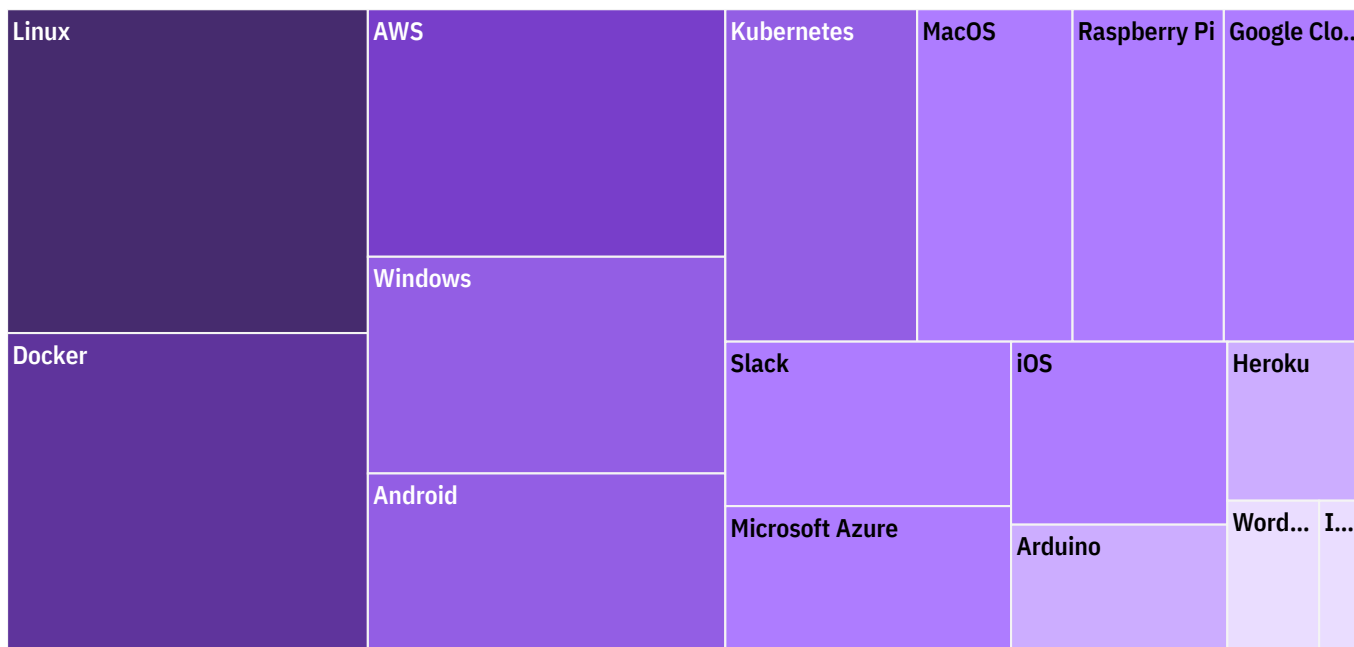 Linux
AWS
Kubernetes
MacOS
Raspberry Pi
Google Clo..
Windows
Docker
Slack
iOS
Heroku
Android
Microsoft Azure
Arduino
Word...
I...